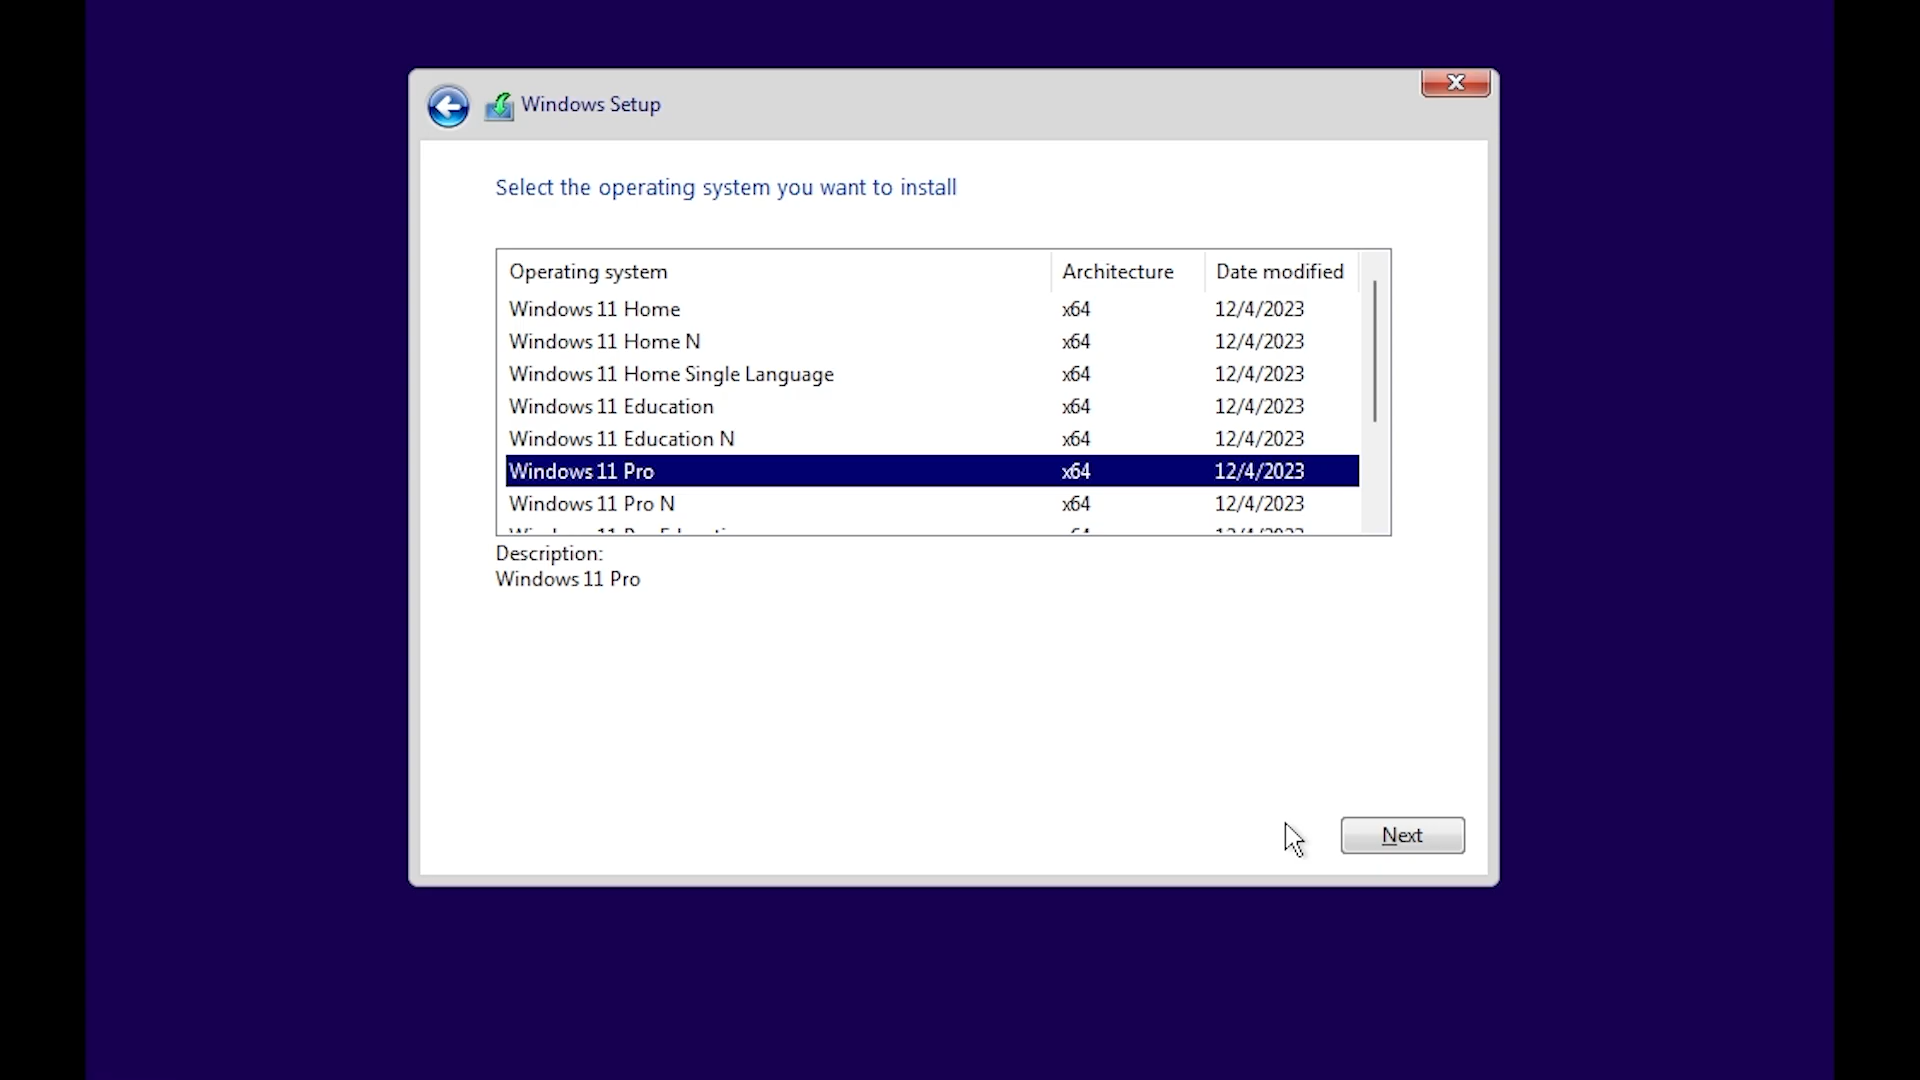 Windows Setup
Select the operating system you want to install
Operating system Architecture Date modified
Windows 11 Home x64 12/4/2023
Windows 11 Home N x64 12/4/2023
Windows 11 Home Single Language x64 12/4/2023
Windows 11 Education x64 12/4/2023
Windows 11 Education N x64 12/4/2023
Windows 11 Pro x64 12/4/2023
Windows 11 Pro N x64 12/4/2023
Description:
Windows 11 Pro
Next